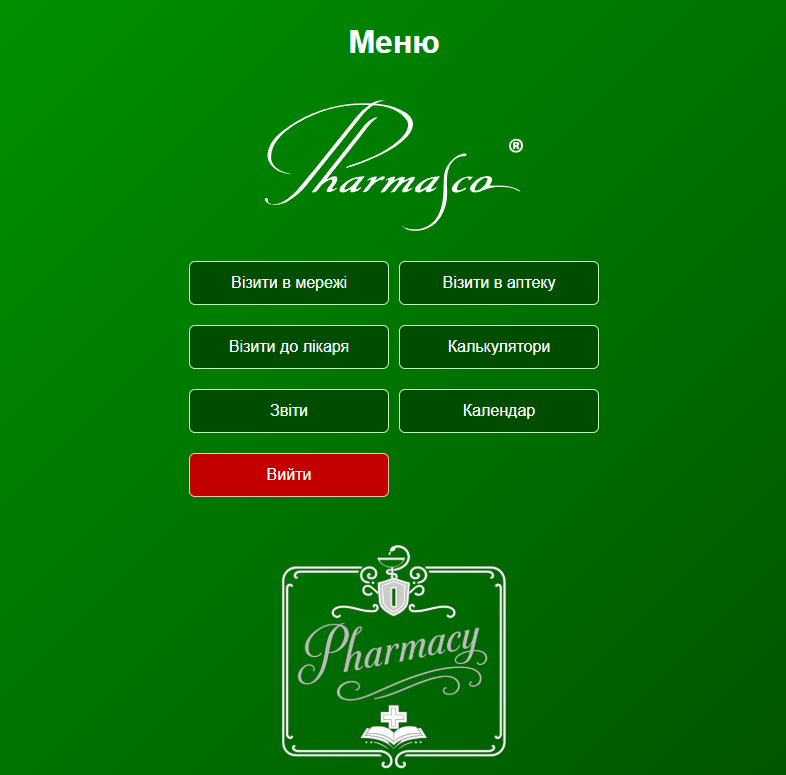 Меню
Pharmasco ®
Візити в мережі
Візити в аптеку
Візити до лікаря
Калькулятори
Звіти
Календар
Вийти
Pharmacy